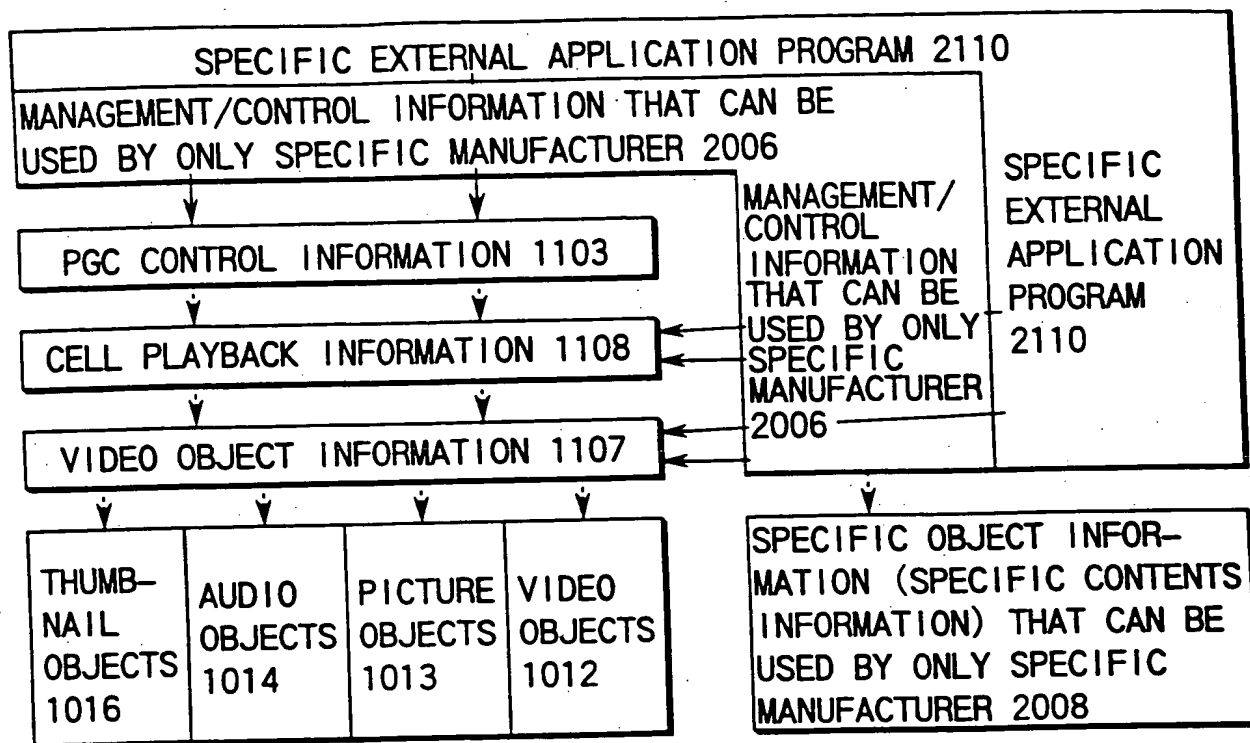 SPECIFIC EXTERNAL APPLICATION PROGRAM 2110
MANAGEMENT/CONTROL INFORMATION THAT CAN BE
USED BY ONLY SPECIFIC MANUFACTURER 2006
PGC CONTROL INFORMATION 1103
CELL PLAYBACK INFORMATION 1108
VIDEO OBJECT INFORMATION 1107
MANAGEMENT/
CONTROL
INFORMATION
THAT CAN BE
USED BY ONLY
SPECIFIC
MANUFACTURER
2006
SPECIFIC
EXTERNAL
APPLICATION
PROGRAM
2110
THUMB-
NAIL
OBJECTS
1016
AUDIO
OBJECTS
1014
PICTURE
OBJECTS
1013
VIDEO
OBJECTS
1012
SPECIFIC OBJECT INFOR-
MATION (SPECIFIC CONTENTS
INFORMATION) THAT CAN BE
USED BY ONLY SPECIFIC
MANUFACTURER 2008